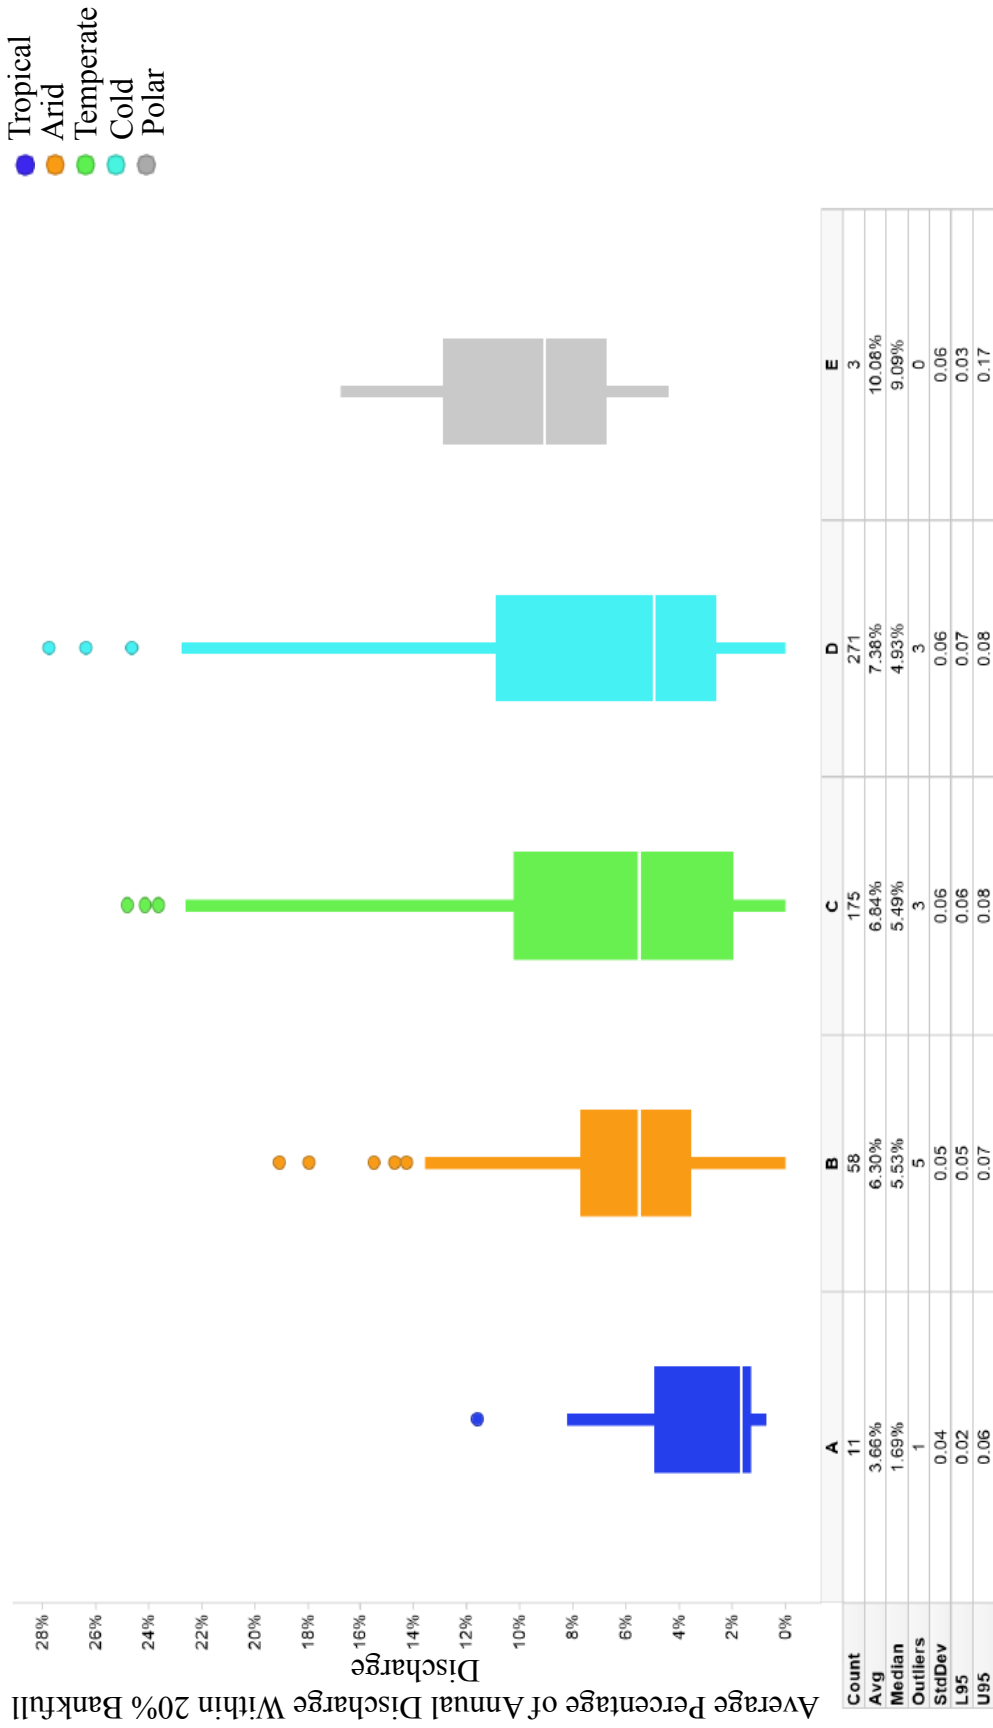 Tropical
Arid
Temperate
Cold
Polar
Average Percentage of Annual Discharge Within 20% Bankfull
Discharge
28%
26%
24%
22%
20%
18%
16%
14%
12%
10%
8%
6%
4%
2%
0%
A B C D E
Count 11 58 175 271 3
Avg 3.66% 6.30% 6.84% 7.38% 10.08%
Median 1.69% 5.53% 5.49% 4.93% 9.09%
Outliers 1 5 3 3 0
StdDev 0.04 0.05 0.06 0.06 0.06
L95 0.02 0.05 0.06 0.07 0.03
U95 0.06 0.07 0.08 0.08 0.17